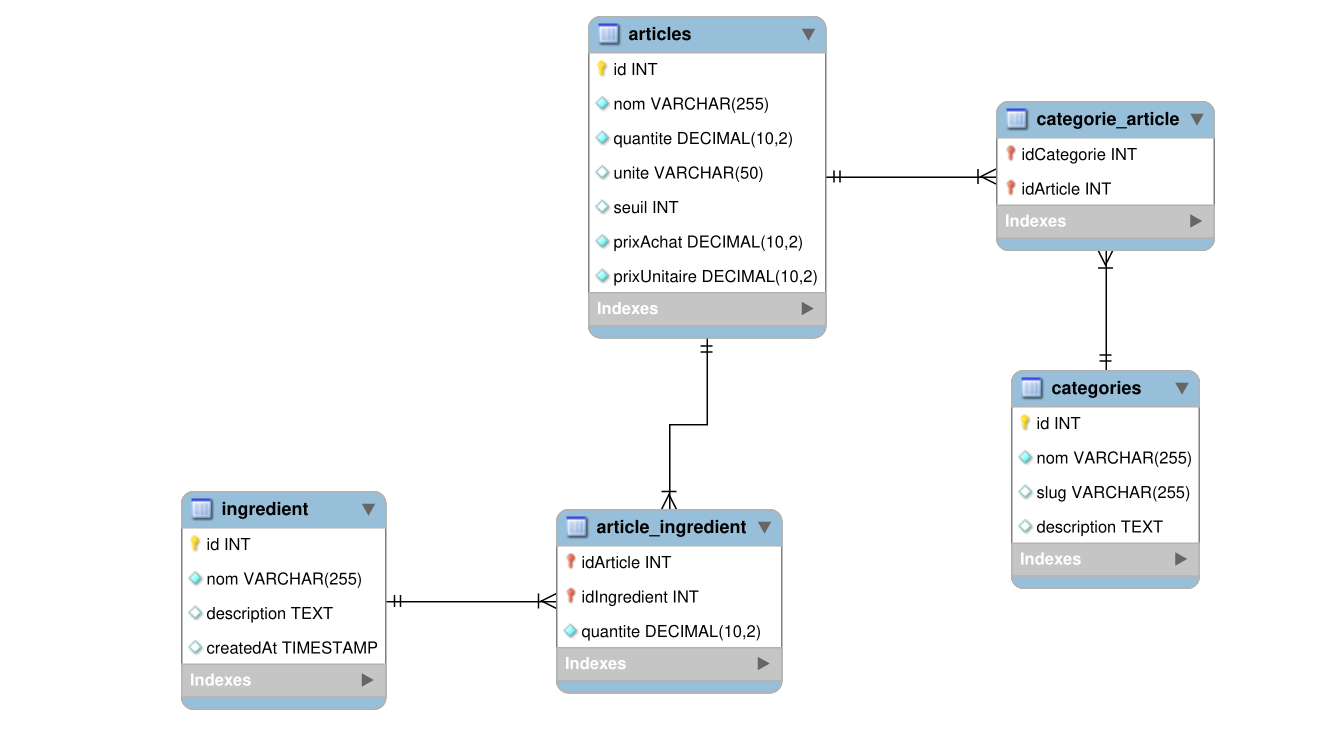 articles
id INT
nom VARCHAR(255)
quantite DECIMAL(10,2)
unite VARCHAR(50)
seuil INT
prixAchat DECIMAL(10,2)
prixUnitaire DECIMAL(10,2)
Indexes
categorie_article
idCategorie INT
idArticle INT
Indexes
categories
id INT
nom VARCHAR(255)
slug VARCHAR(255)
description TEXT
Indexes
ingredient
id INT
nom VARCHAR(255)
description TEXT
createdAt TIMESTAMP
Indexes
article_ingredient
idArticle INT
idIngredient INT
quantite DECIMAL(10,2)
Indexes